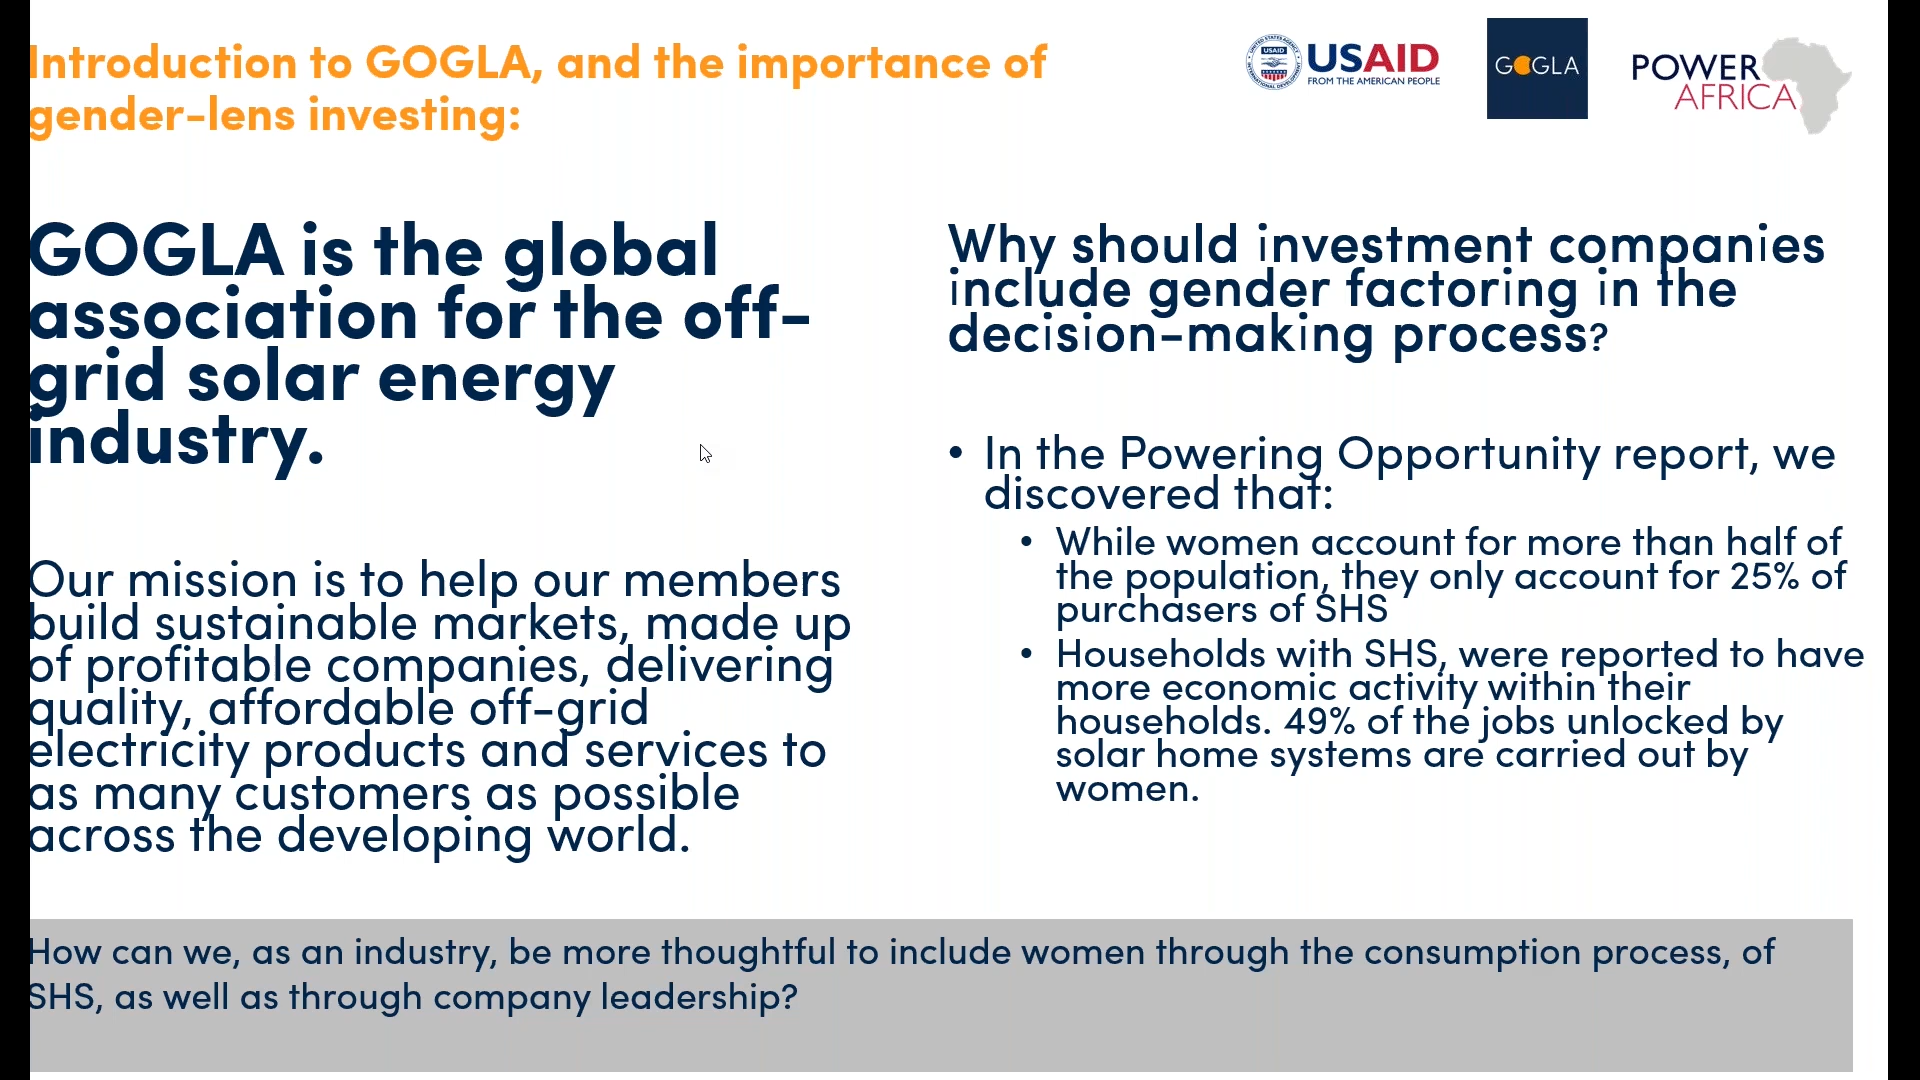 Introduction to GOGLA, and the importance of
gender-lens investing:
USAID
FROM THE AMERICAN PEOPLE
GOGLA
POWER
AFRICA
GOGLA is the global
association for the off-
grid solar energy
industry.
Our mission is to help our members
build sustainable markets, made up
of profitable companies, delivering
quality, affordable off-grid
electricity products and services to
as many customers as possible
across the developing world.
Why should investment companies
include gender factoring in the
decision-making process?
• In the Powering Opportunity report, we
discovered that:
• While women account for more than half of
the population, they only account for 25% of
purchasers of SHS
• Households with SHS, were reported to have
more economic activity within their
households. 49% of the jobs unlocked by
solar home systems are carried out by
women.
How can we, as an industry, be more thoughtful to include women through the consumption process, of
SHS, as well as through company leadership?